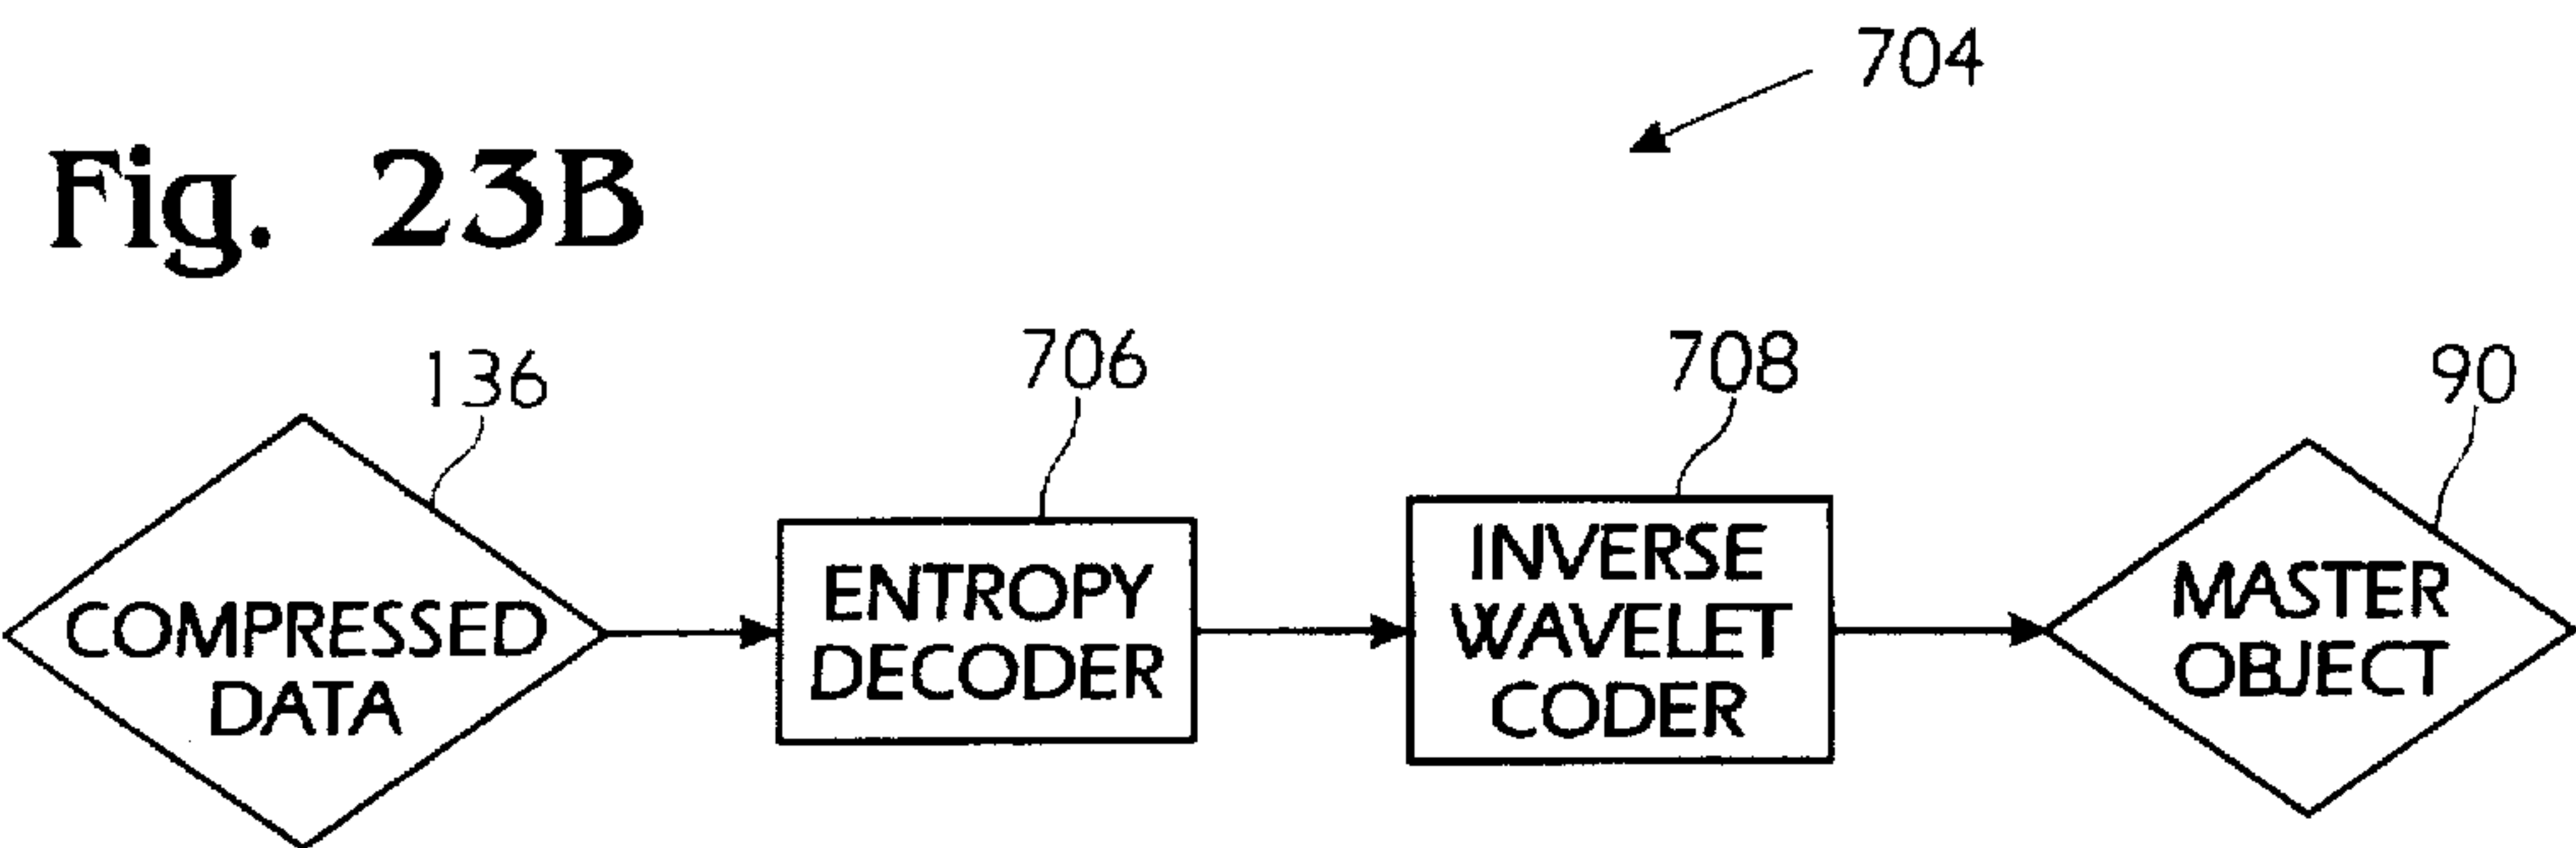 704
Fig. 23B
136
706
708
90
COMPRESSED
DATA
ENTROPY
DECODER
INVERSE
WAVELET
CODER
MASTER
OBJECT